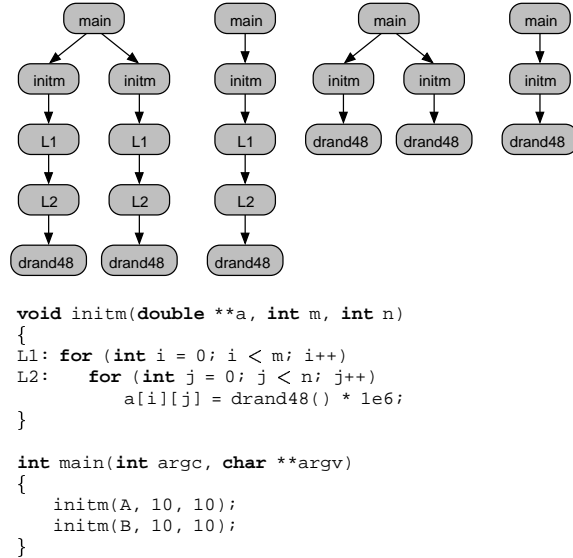 main main main main
initm initm initm initm initm initm
L1 L1 L1 drand48 drand48 drand48
L2 L2 L2
drand48 drand48 drand48
void initm(double **a, int m, int n)
{
L1: for (int i = 0; i < m; i++)
L2: for (int j = 0; j < n; j++)
a[i][j] = drand48() * 1e6;
}
int main(int argc, char **argv)
{
initm(A, 10, 10);
initm(B, 10, 10);
}